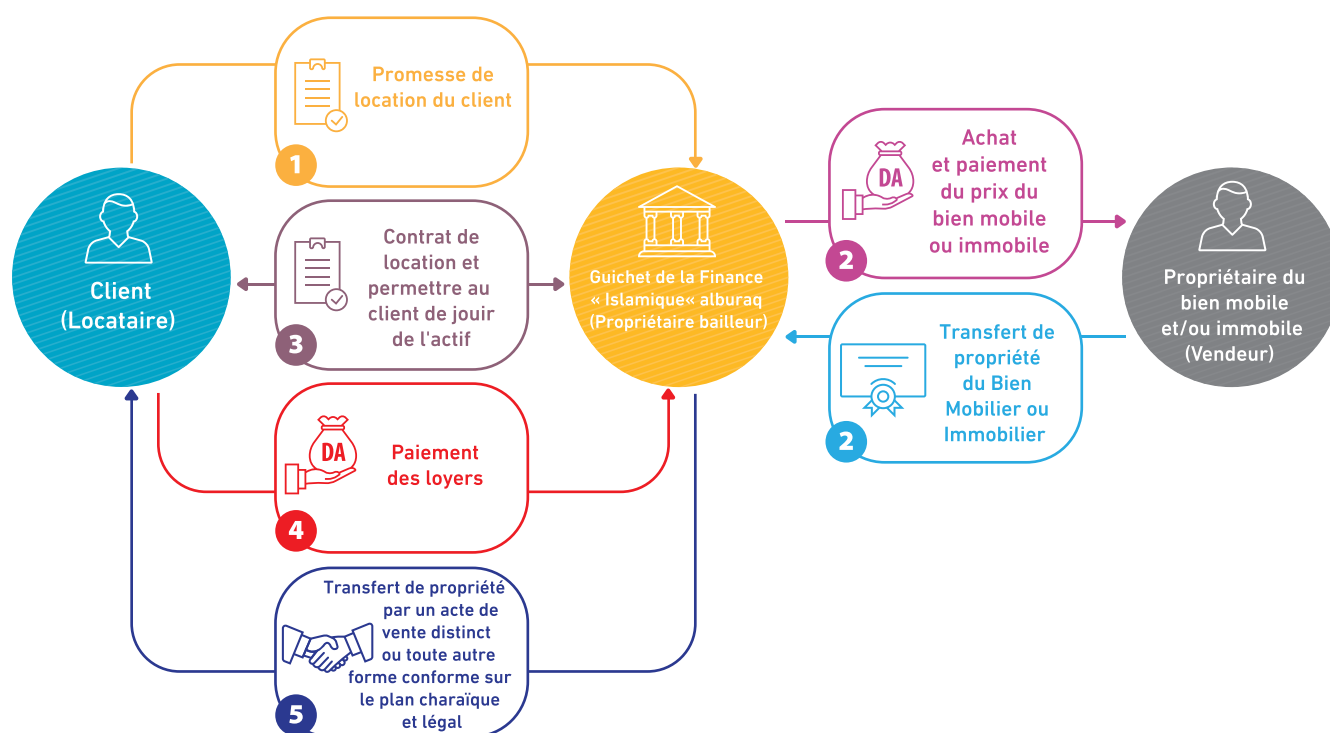 Promesse de
location du client
1
Client
(Locataire)
Contrat de
location et
permettre au
client de jouir
de l'actif
3
Guichet de la Finance
« Islamique« alburaq
(Propriétaire bailleur)
DA
Achat
et paiement
du prix du
bien mobile
ou immobile
2
Propriétaire du
bien mobile
et/ou immobile
(Vendeur)
Transfert de
propriété
du Bien
Mobilier ou
Immobilier
2
DA
Paiement
des loyers
4
Transfert de propriété
par un acte de
vente distinct
ou toute autre
forme conforme sur
le plan charaïque
et légal
5